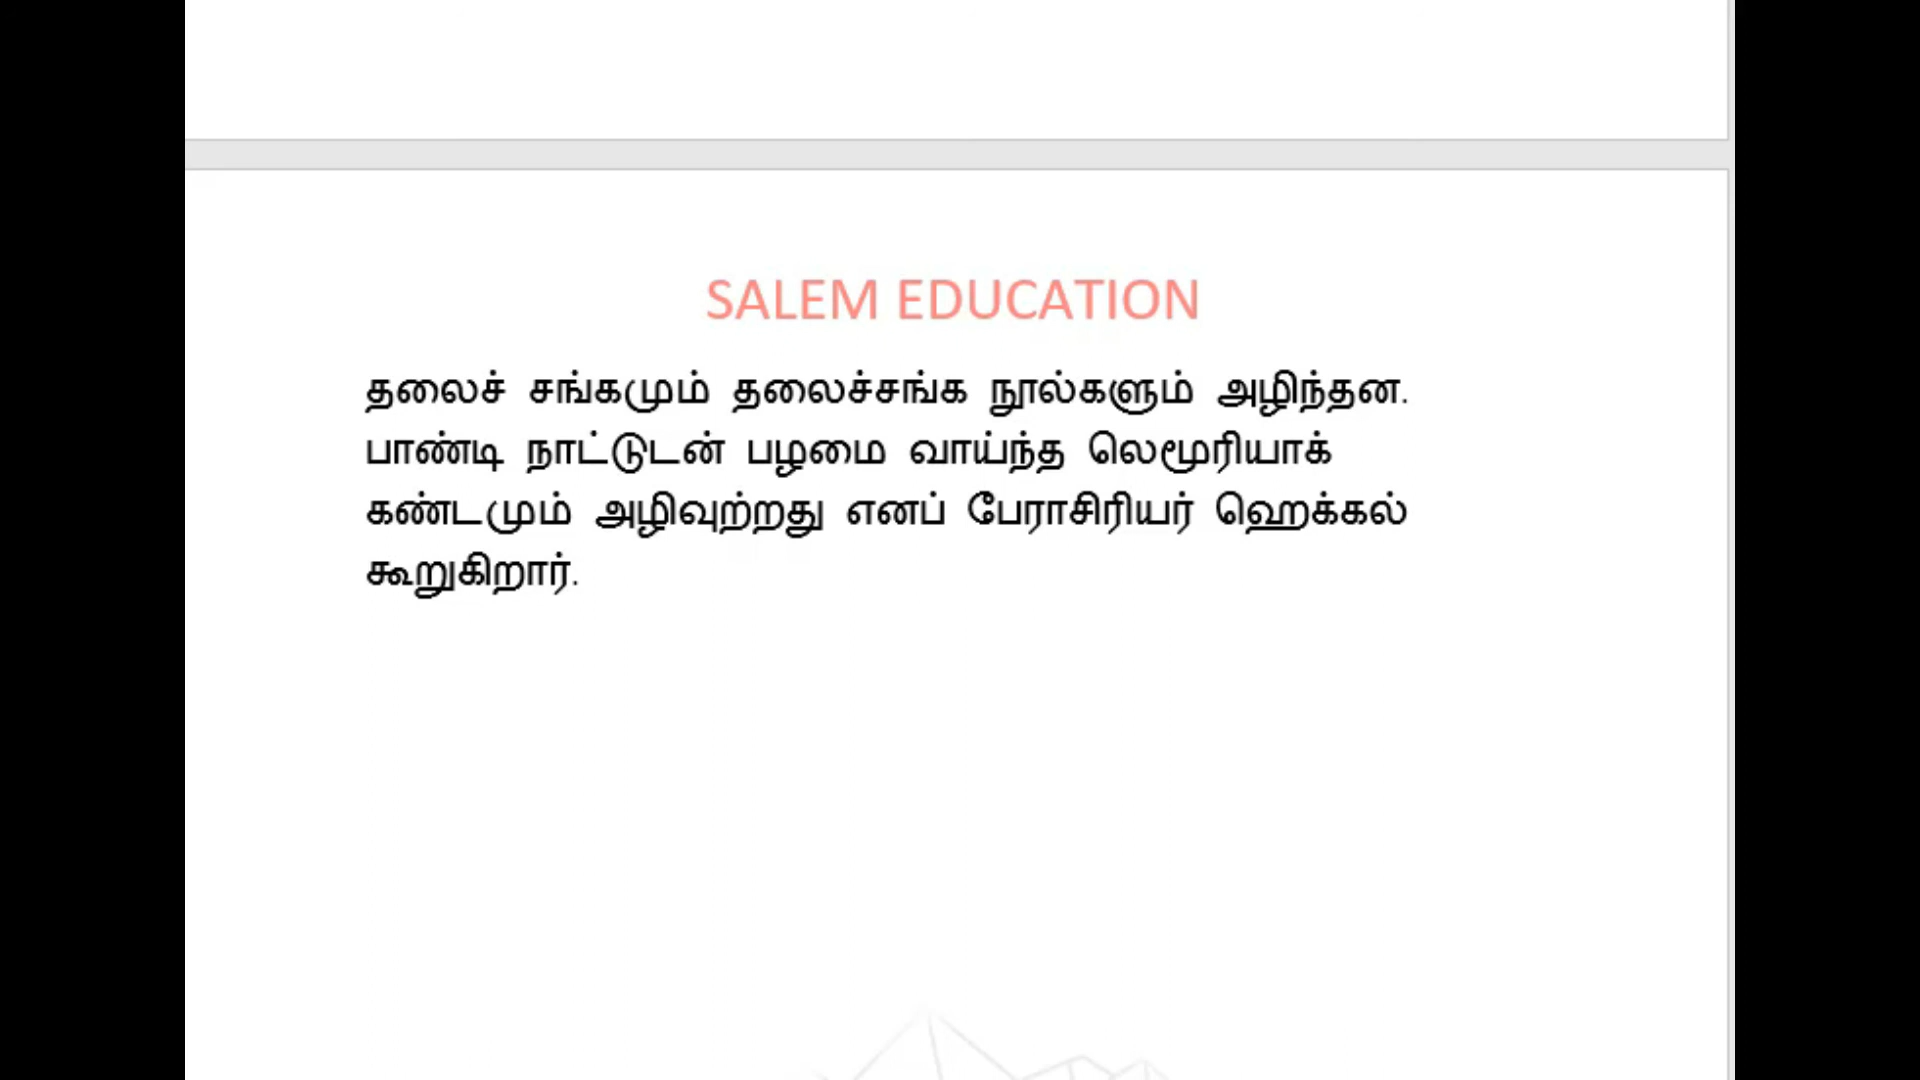 SALEM EDUCATION
தலைச் சங்கமும் தலைச்சங்க நூல்களும் அழிந்தன.
பாண்டி நாட்டுடன் பழமை வாய்ந்த லெமூரியாக்
கண்டமும் அழிவுற்றது எனப் பேராசிரியர் ஹெக்கல்
கூறுகிறார்.